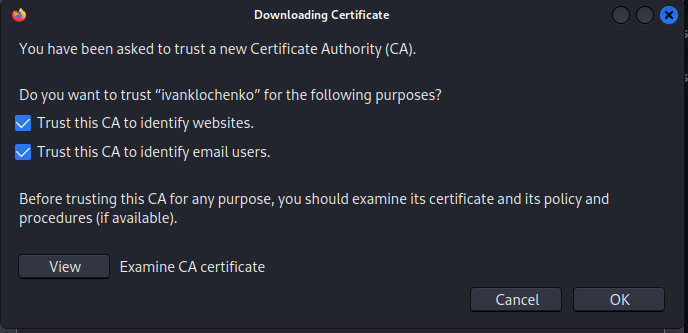 Downloading Certificate
You have been asked to trust a new Certificate Authority (CA).
Do you want to trust “ivanklochenko” for the following purposes?
Trust this CA to identify websites.
Trust this CA to identify email users.
Before trusting this CA for any purpose, you should examine its certificate and its policy and
procedures (if available).
View Examine CA certificate
Cancel OK